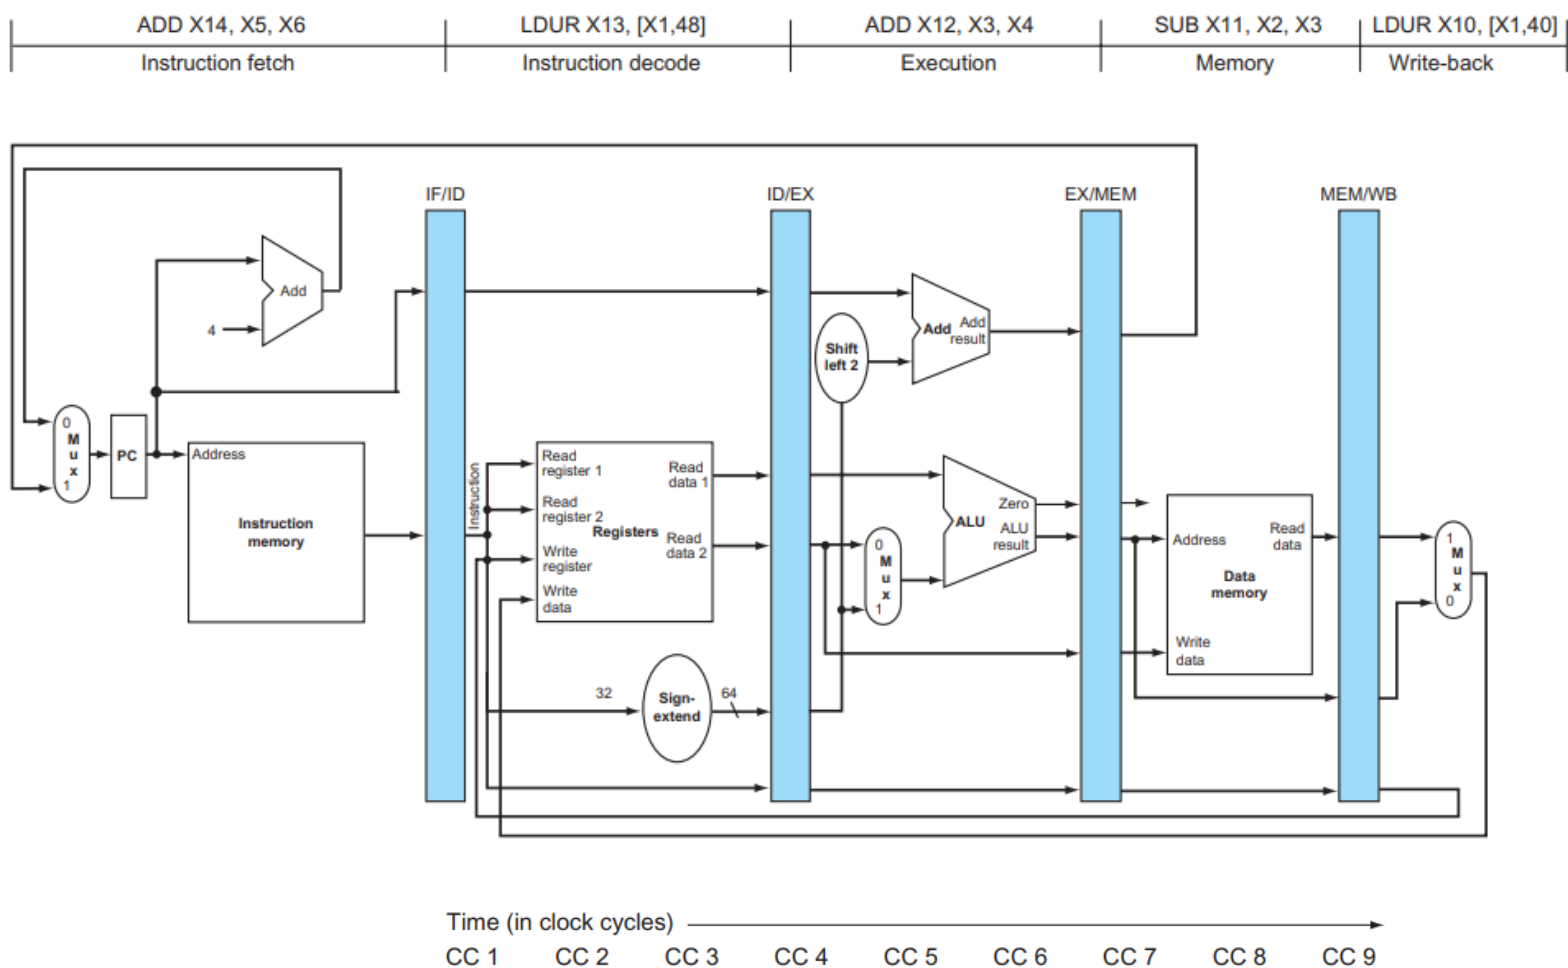 ADD X14, X5, X6 LDUR X13, [X1,48] ADD X12, X3, X4 SUB X11, X2, X3 LDUR X10, [X1,40]
Instruction fetch Instruction decode Execution Memory Write-back
IF/ID ID/EX EX/MEM MEM/WB
Add
4
Shift
left 2
Add
Add
result
0
M
u
x
1
PC
Address
Instruction
memory
Instruction
Read
register 1
Read
register 2
Write
register
Write
data
Registers
Read
data 1
Read
data 2
32
Sign-
extend
64
0
M
u
x
1
Zero
ALU
ALU
result
Address
Read
data
Data
memory
Write
data
1
M
u
x
0
Time (in clock cycles)
CC 1 CC 2 CC 3 CC 4 CC 5 CC 6 CC 7 CC 8 CC 9